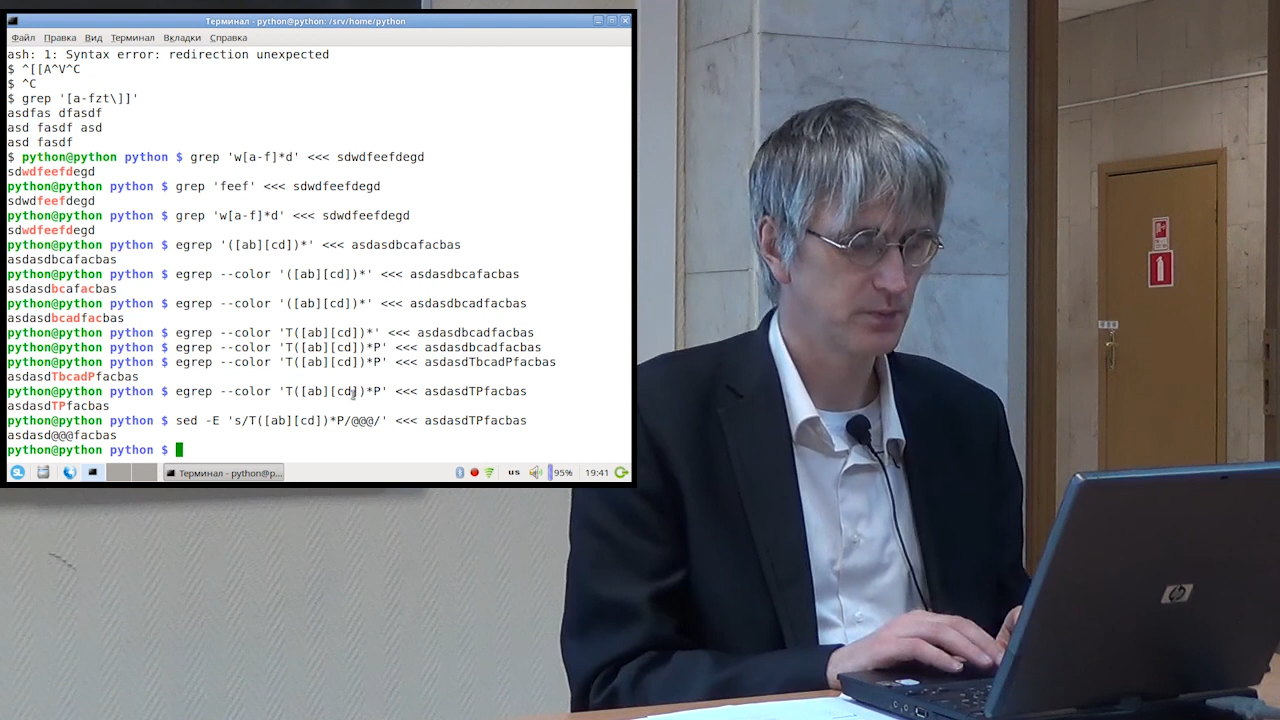 Терминал - python@python: /srv/home/python
Файл Правка Вид Терминал Вкладки Справка
ash: 1: Syntax error: redirection unexpected
$ ^[[A^V^C
$ ^C
$ grep '[a-fzt\]]'
asdfas dfasdf
asd fasdf asd
asd fasdf
$ python@python python $ grep 'w[a-f]*d' <<< sdwdfeefdegd
sdwdfeefdegd
python@python python $ grep 'feef' <<< sdwdfeefdegd
sdwdfeefdegd
python@python python $ grep 'w[a-f]*d' <<< sdwdfeefdegd
sdwdfeefdegd
python@python python $ egrep '([ab][cd])*' <<< asdasdbcafacbas
asdasdbcafacbas
python@python python $ egrep --color '([ab][cd])*' <<< asdasdbcafacbas
asdasdbcafacbas
python@python python $ egrep --color '([ab][cd])*' <<< asdasdbcadfacbas
asdasdbcadfacbas
python@python python $ egrep --color 'T([ab][cd])*' <<< asdasdbcadfacbas
python@python python $ egrep --color 'T([ab][cd])*P' <<< asdasdbcadfacbas
python@python python $ egrep --color 'T([ab][cd])*P' <<< asdasdTbcadPfacbas
asdasdTbcadPfacbas
python@python python $ egrep --color 'T([ab][cd])*P' <<< asdasdTPfacbas
asdasdTPfacbas
python@python python $ sed -E 's/T([ab][cd])*P/@@@/' <<< asdasdTPfacbas
asdasd@@@facbas
python@python python $
Терминал - python@p... us 95% 19:41
hp